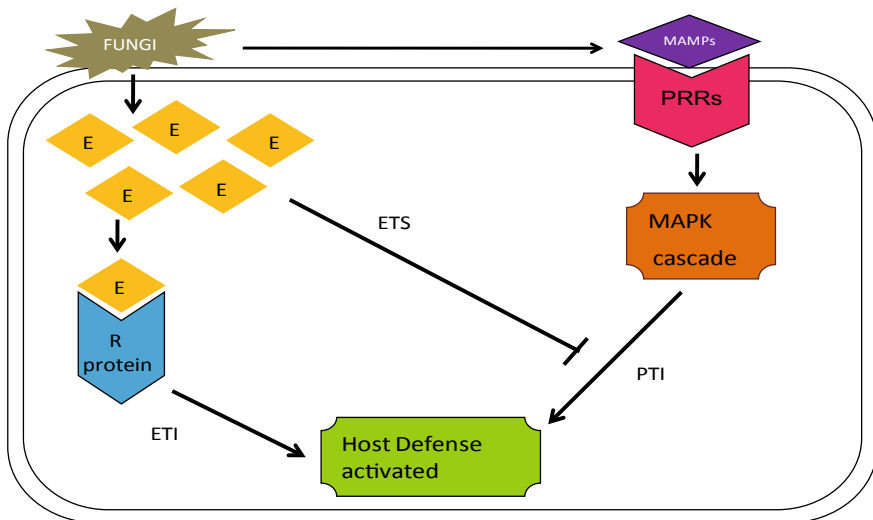 FUNGI
MAMPs
PRRs
E
E
E
E
E
ETS
MAPK
cascade
E
R
protein
PTI
ETI
Host Defense
activated